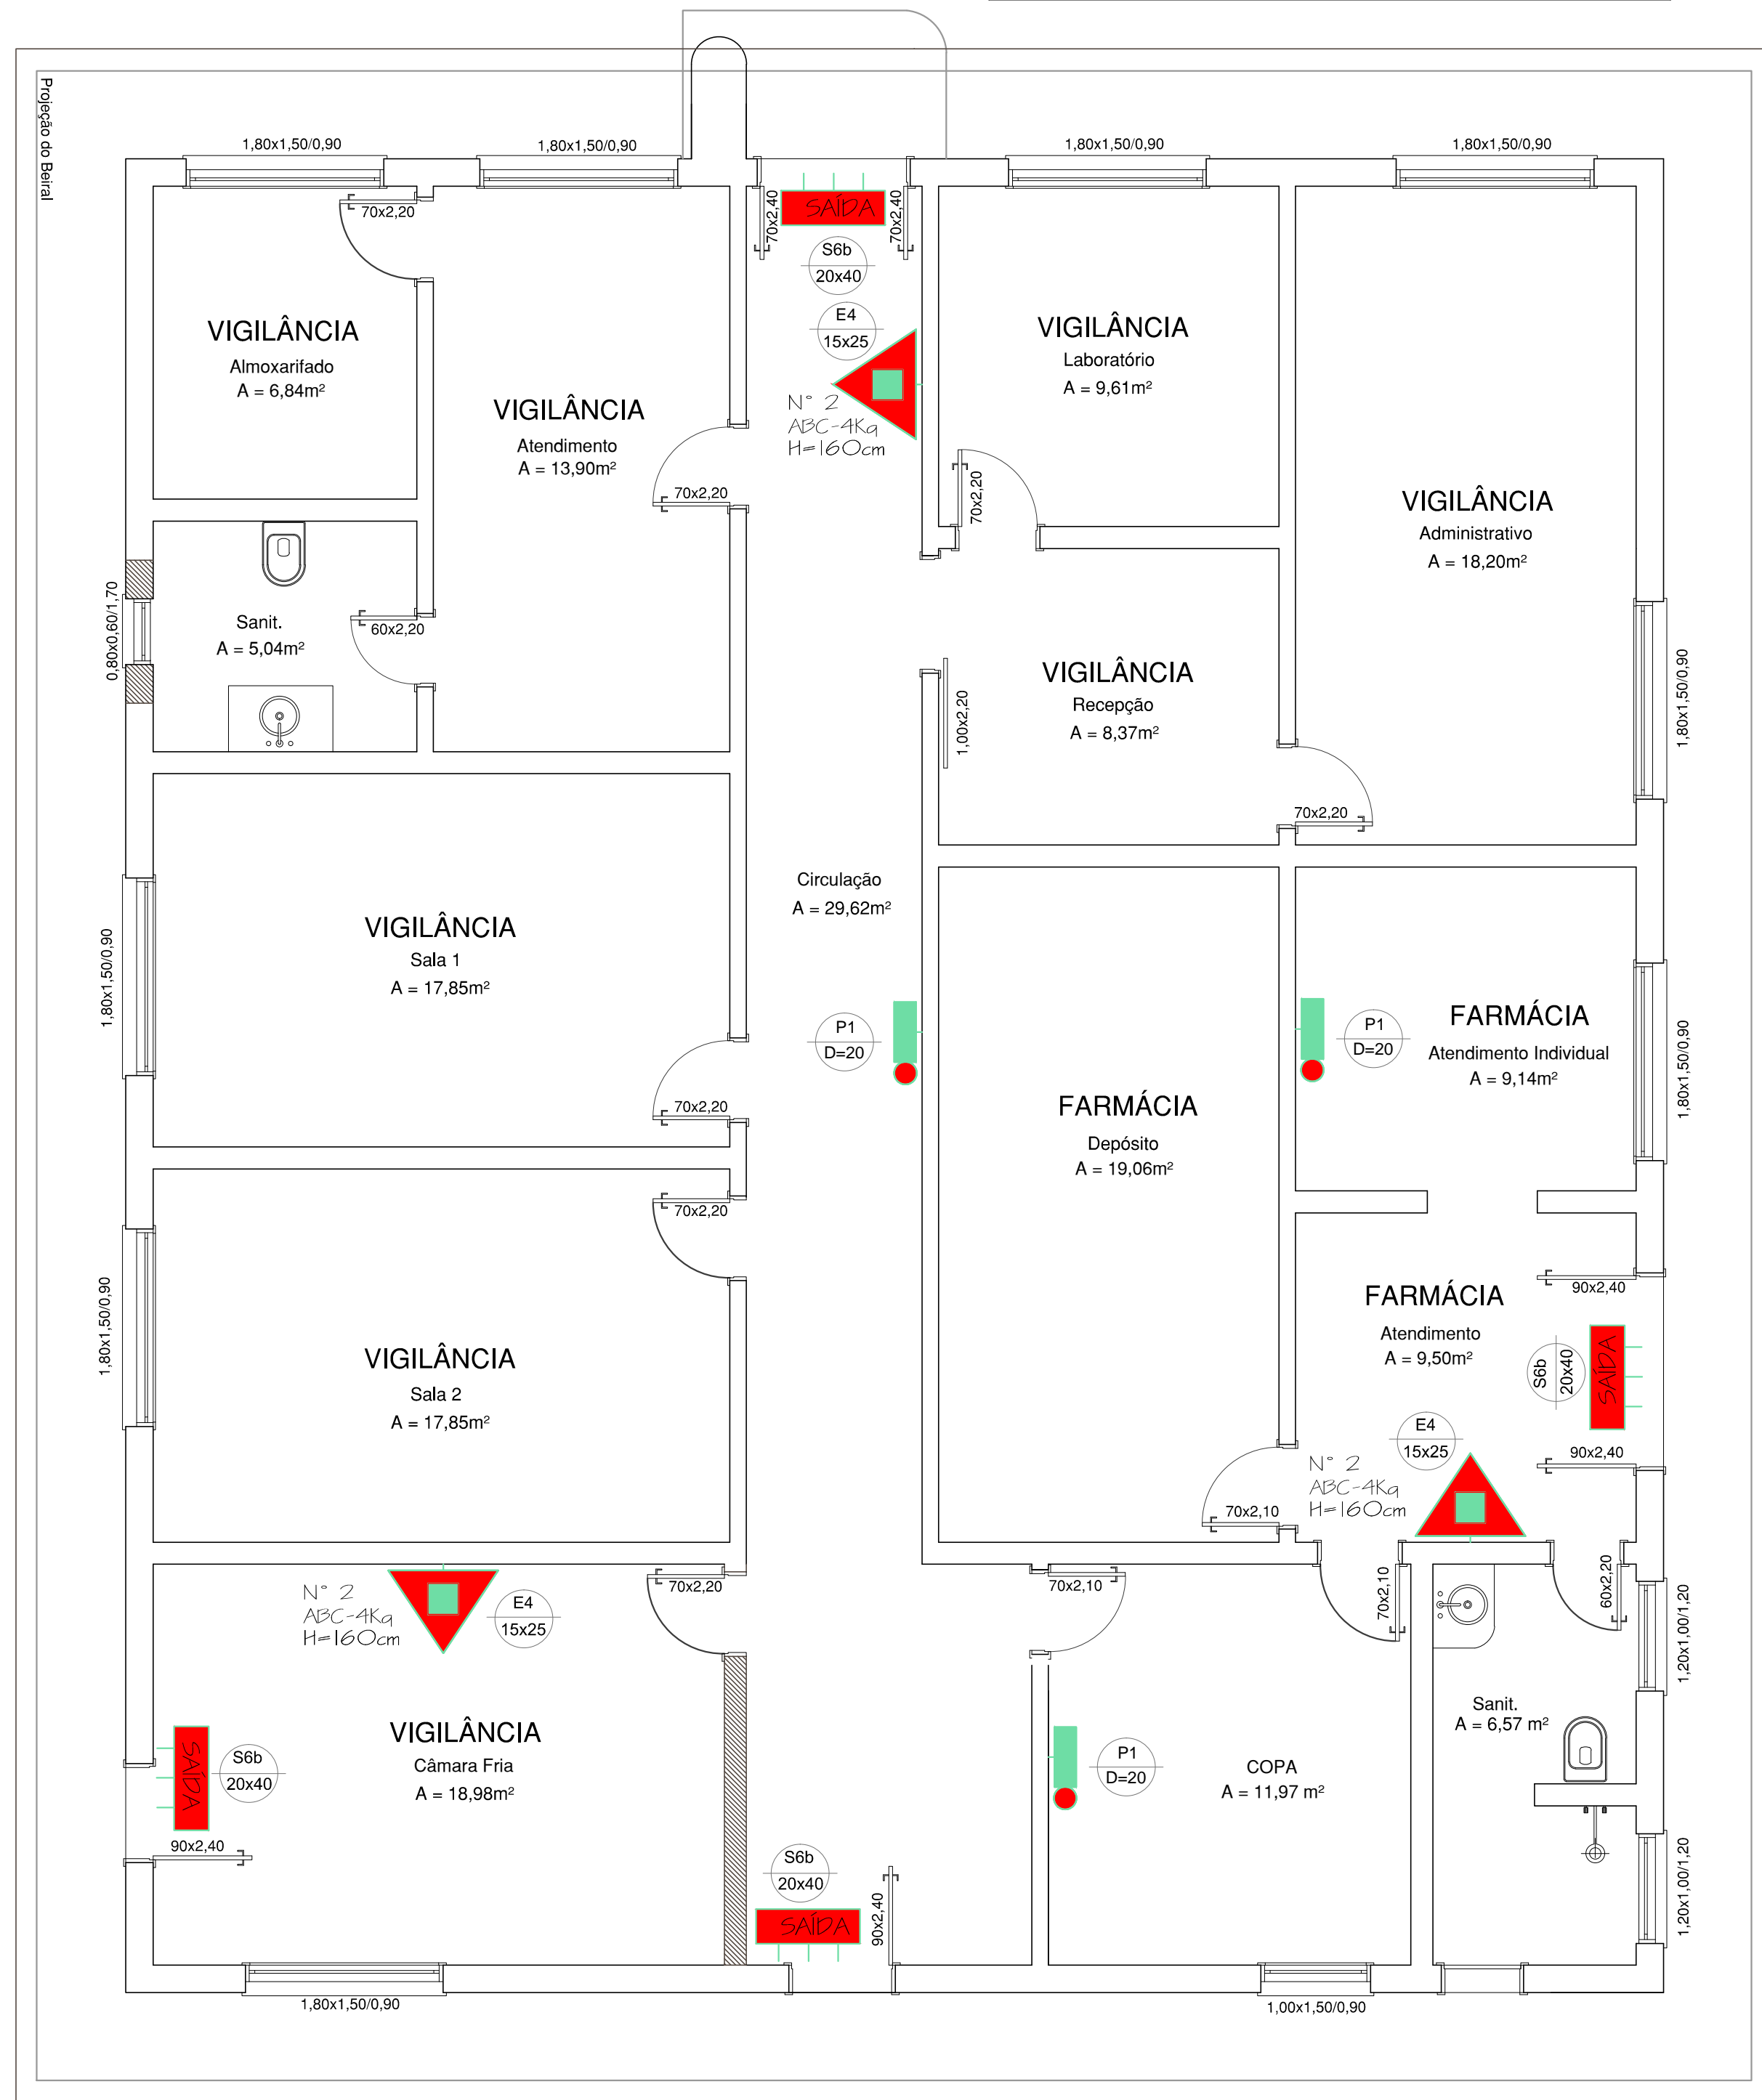 Projeção do Beiral
1,80x1,50/0,90
1,80x1,50/0,90
1,80x1,50/0,90
1,80x1,50/0,90
70x2,20
VIGILÂNCIA
Almoxarifado
A = 6,84m²
VIGILÂNCIA
Atendimento
A = 13,90m²
70x2,20
70x2,40
SAÍDA
70x2,40
S6b
20x40
E4
15x25
N° 2
ABC-4Kg
H=160cm
VIGILÂNCIA
Laboratório
A = 9,61m²
70x2,20
VIGILÂNCIA
Administrativo
A = 18,20m²
0,80x0,60/1,70
Sanit.
A = 5,04m²
60x2,20
VIGILÂNCIA
Recepção
A = 8,37m²
1,00x2,20
1,80x1,50/0,90
70x2,20
Circulação
A = 29,62m²
1,80x1,50/0,90
VIGILÂNCIA
Sala 1
A = 17,85m²
70x2,20
P1
D=20
P1
D=20
FARMÁCIA
Atendimento Individual
A = 9,14m²
1,80x1,50/0,90
FARMÁCIA
Depósito
A = 19,06m²
70x2,20
1,80x1,50/0,90
VIGILÂNCIA
Sala 2
A = 17,85m²
90x2,40
FARMÁCIA
Atendimento
A = 9,50m²
S6b
20x40
SAÍDA
E4
15x25
90x2,40
N° 2
ABC-4Kg
H=160cm
70x2,10
70x2,20
70x2,10
70x2,10
60x2,20
1,20x1,00/1,20
N° 2
ABC-4Kg
H=160cm
E4
15x25
VIGILÂNCIA
Câmara Fria
A = 18,98m²
SAÍDA
S6b
20x40
90x2,40
P1
D=20
COPA
A = 11,97 m²
Sanit.
A = 6,57 m²
S6b
20x40
SAÍDA
90x2,40
1,20x1,00/1,20
1,80x1,50/0,90
1,00x1,50/0,90